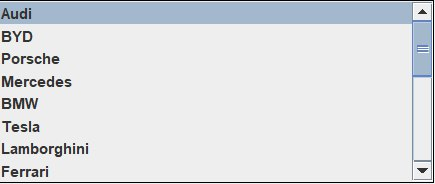 Audi
BYD
Porsche
Mercedes
BMW
Tesla
Lamborghini
Ferrari